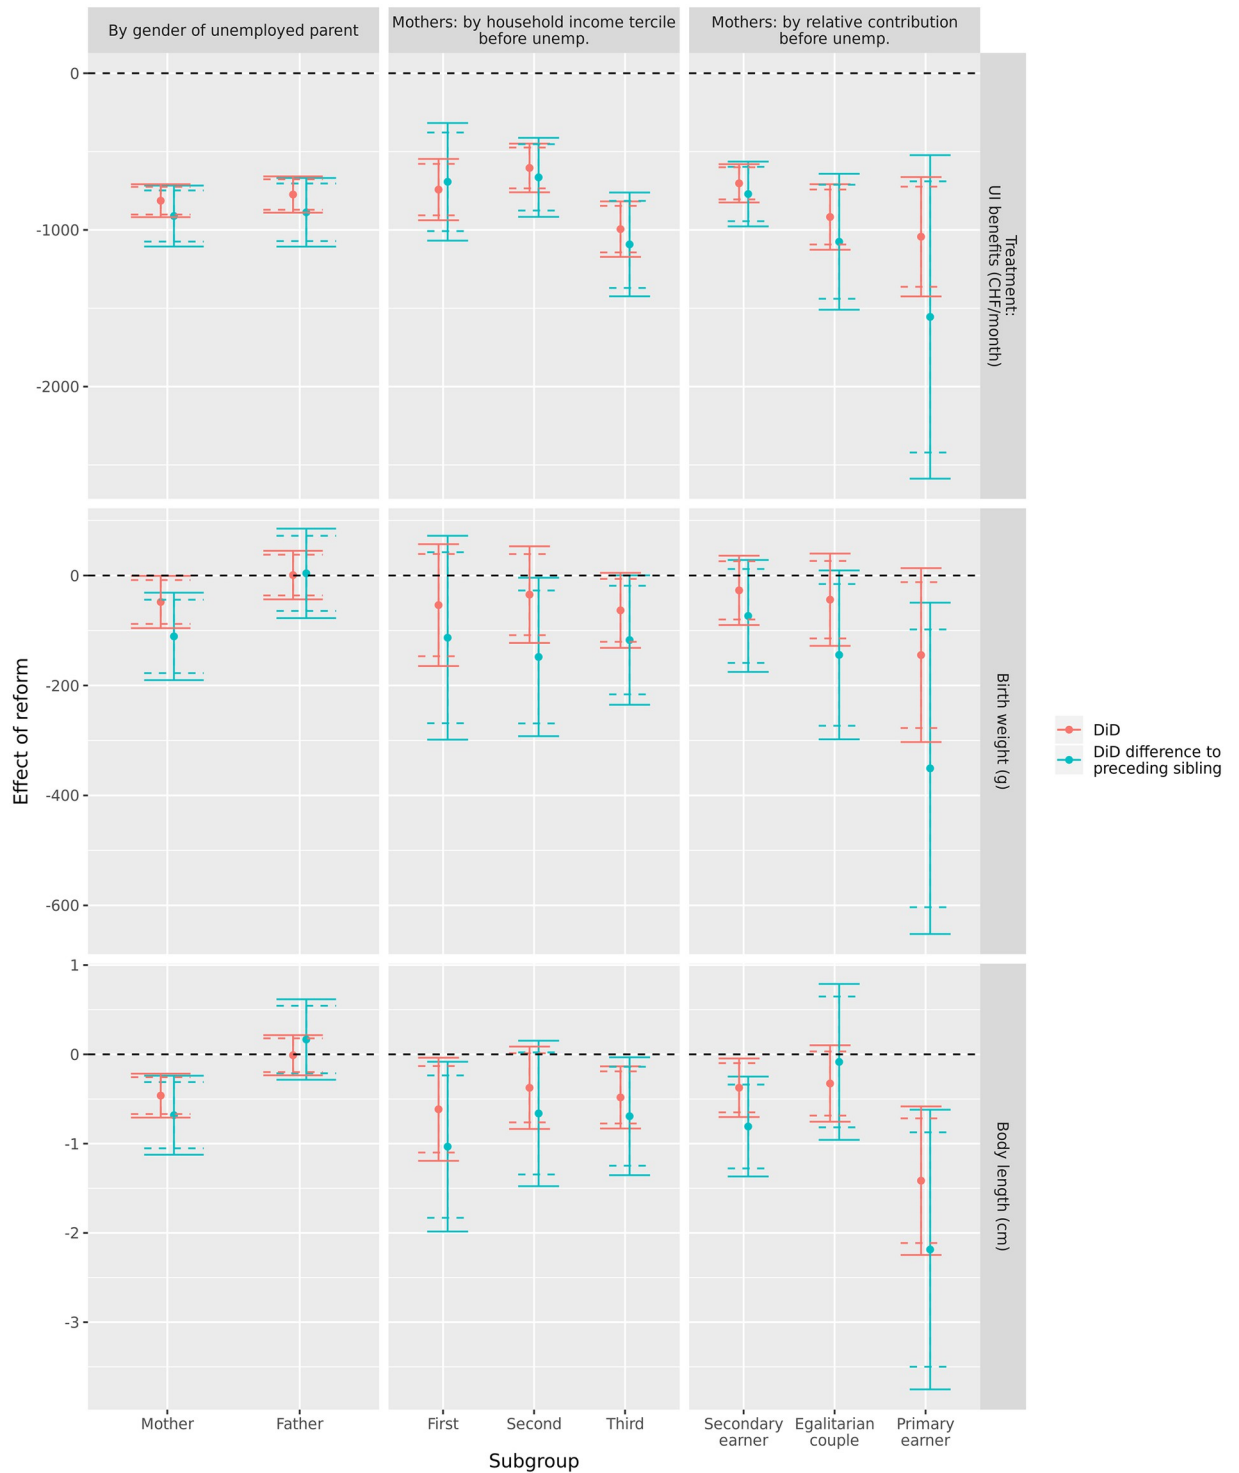 By gender of unemployed parent
Mothers: by household income tercile
before unemp.
Mothers: by relative contribution
before unemp.
0
-1000
-2000
Treatment:
UI benefits (CHF/month)
0
-200
-400
-600
Birth weight (g)
1
0
-1
-2
-3
Body length (cm)
Effect of reform
DiD
DiD difference to
preceding sibling
Mother
Father
First
Second
Third
Secondary
earner
Egalitarian
couple
Primary
earner
Subgroup